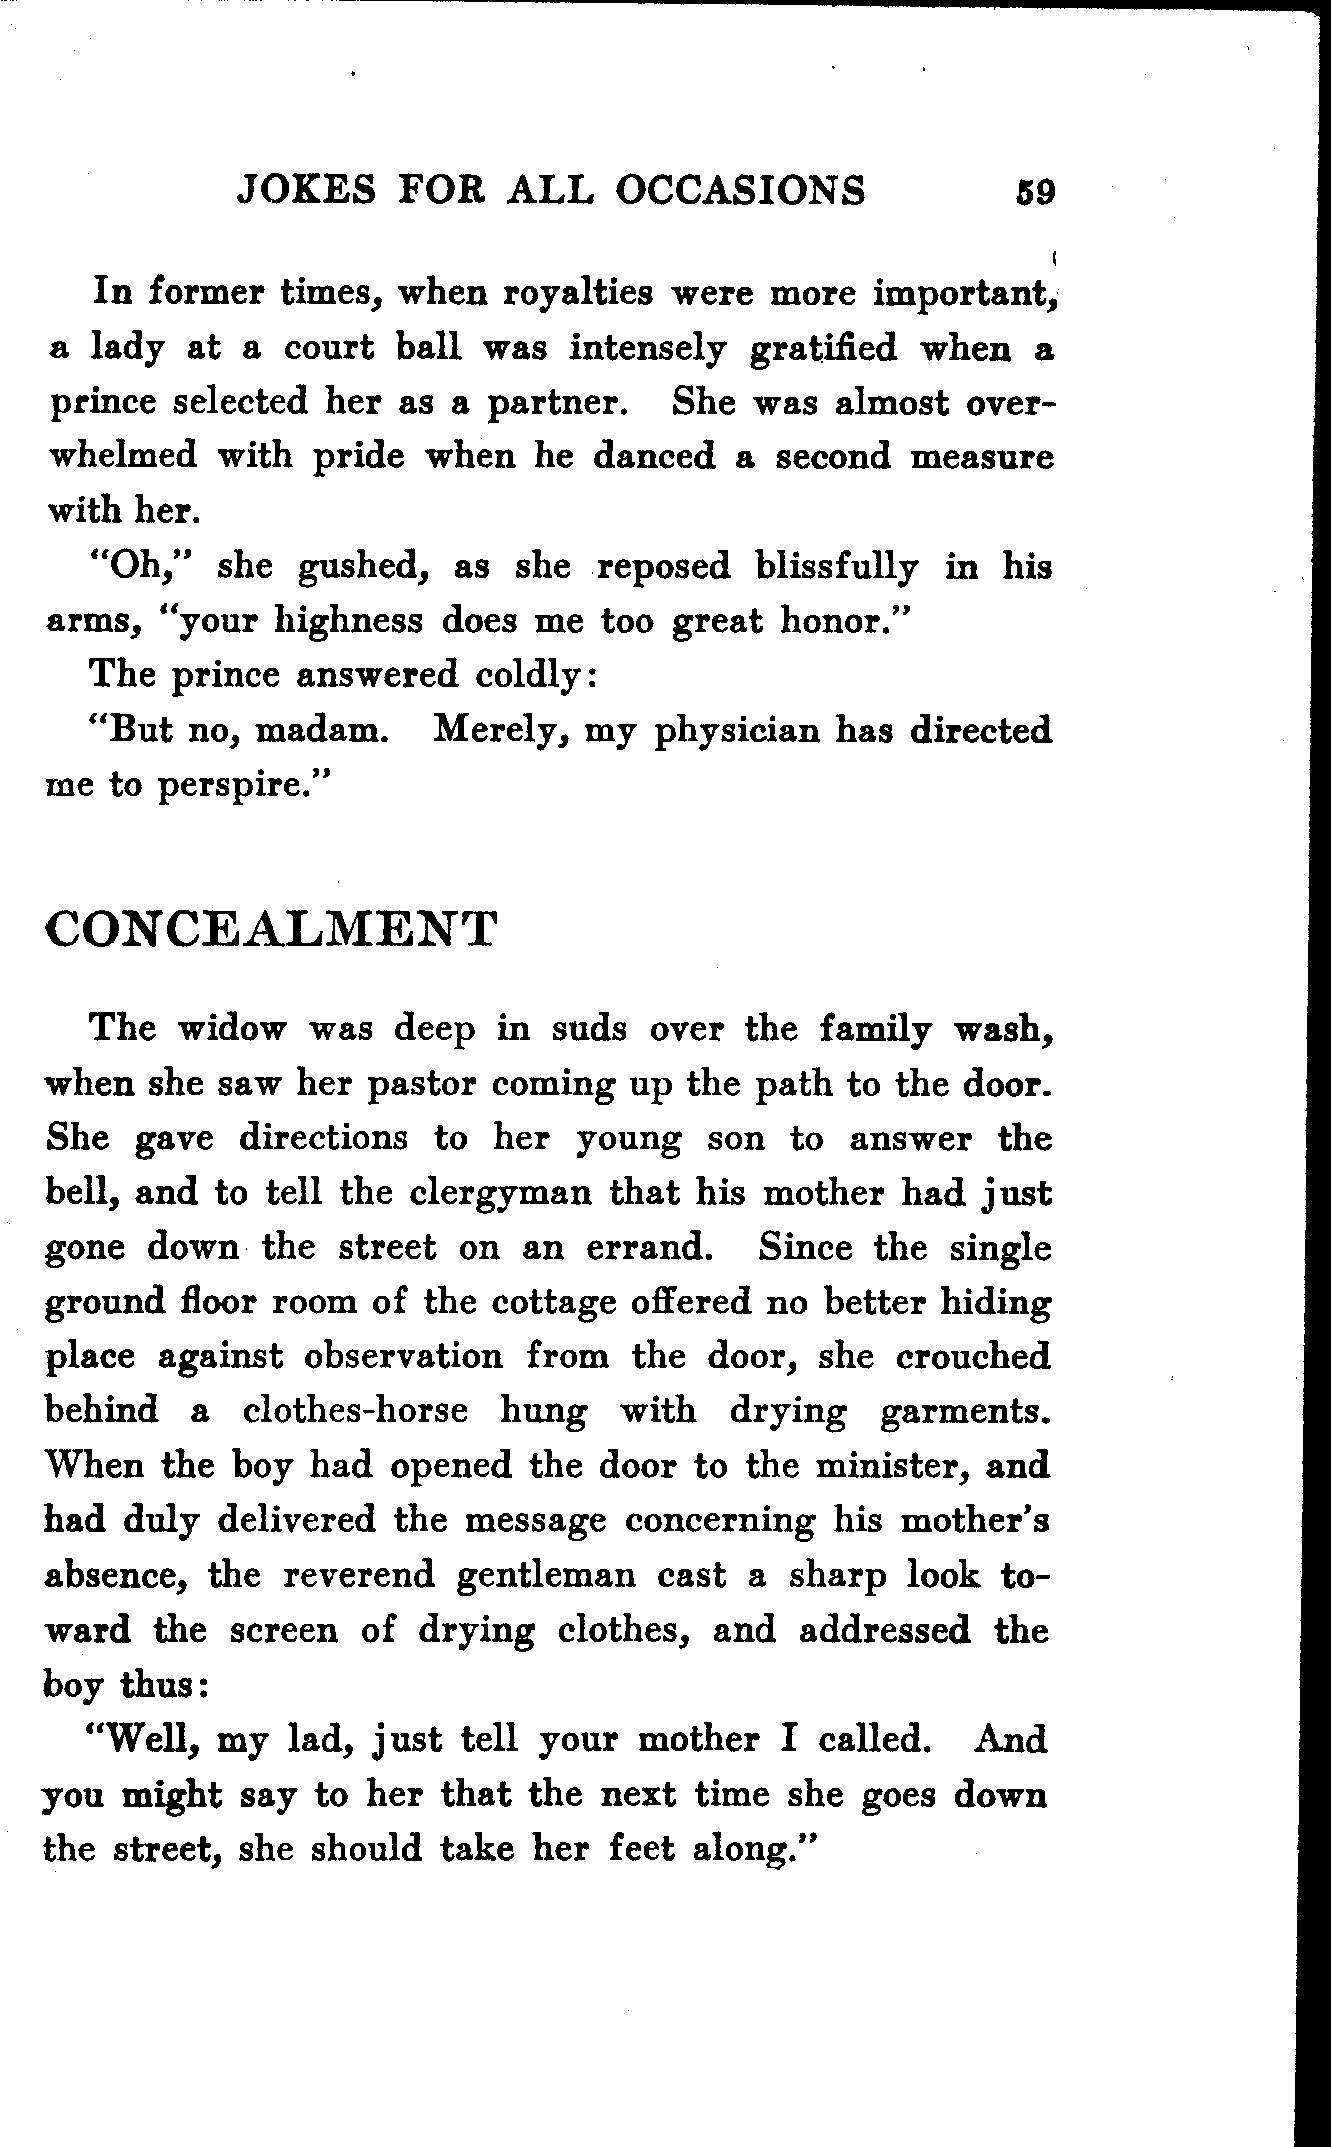 JOKES FOR ALL OCCASIONS 59
In former times, when royalties were more important,
a lady at a court ball was intensely gratified when a
prince selected her as a partner. She was almost over-
whelmed with pride when he danced a second measure
with her.
“Oh,” she gushed, as she reposed blissfully in his
arms, “your highness does me too great honor.”
The prince answered coldly:
“But no, madam. Merely, my physician has directed
me to perspire.”
CONCEALMENT
The widow was deep in suds over the family wash,
when she saw her pastor coming up the path to the door.
She gave directions to her young son to answer the
bell, and to tell the clergyman that his mother had just
gone down the street on an errand. Since the single
ground floor room of the cottage offered no better hiding
place against observation from the door, she crouched
behind a clothes-horse hung with drying garments.
When the boy had opened the door to the minister, and
had duly delivered the message concerning his mother's
absence, the reverend gentleman cast a sharp look to-
ward the screen of drying clothes, and addressed the
boy thus:
“Well, my lad, just tell your mother I called. And
you might say to her that the next time she goes down
the street, she should take her feet along.”